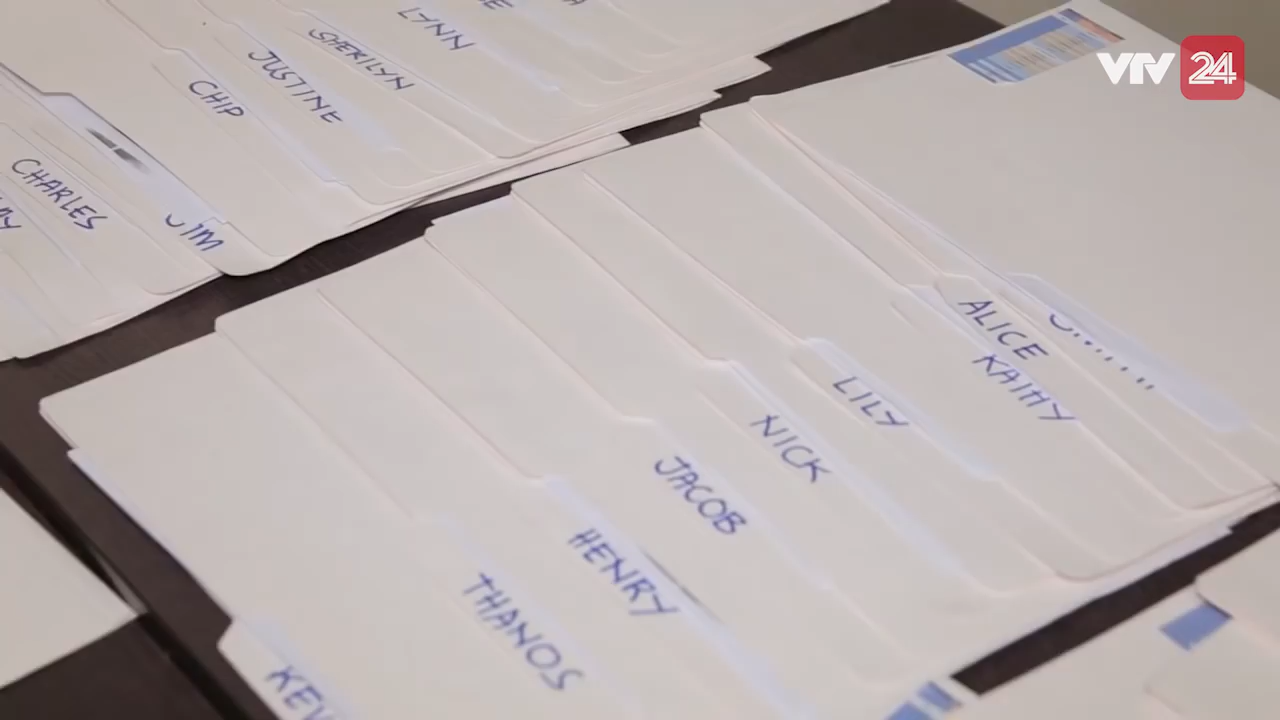 LYNN
SHERILYN
JUSTINE
CHIP
CHARLES
JIM
VTV 24
ALICE
KATHY
LILY
NICK
JACOB
HENRY
THANOS